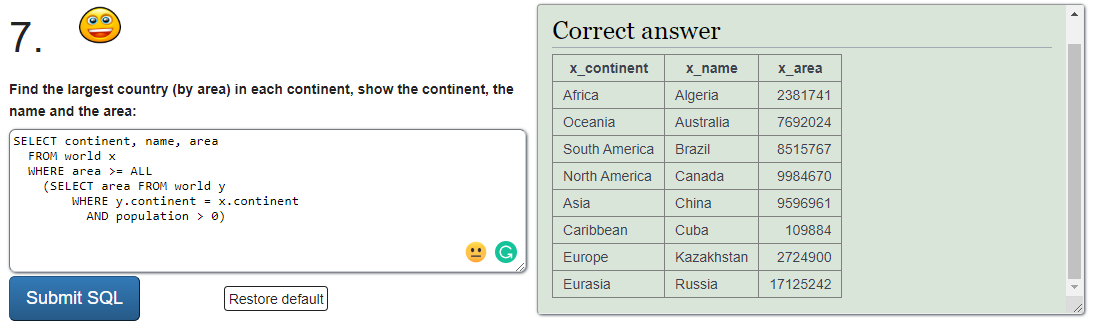 7.
Find the largest country (by area) in each continent, show the continent, the
name and the area:
SELECT continent, name, area
FROM world x
WHERE area >= ALL
(SELECT area FROM world y
WHERE y.continent = x.continent
AND population > 0)
Submit SQL
Restore default
Correct answer
x_continent x_name x_area
Africa Algeria 2381741
Oceania Australia 7692024
South America Brazil 8515767
North America Canada 9984670
Asia China 9596961
Caribbean Cuba 109884
Europe Kazakhstan 2724900
Eurasia Russia 17125242